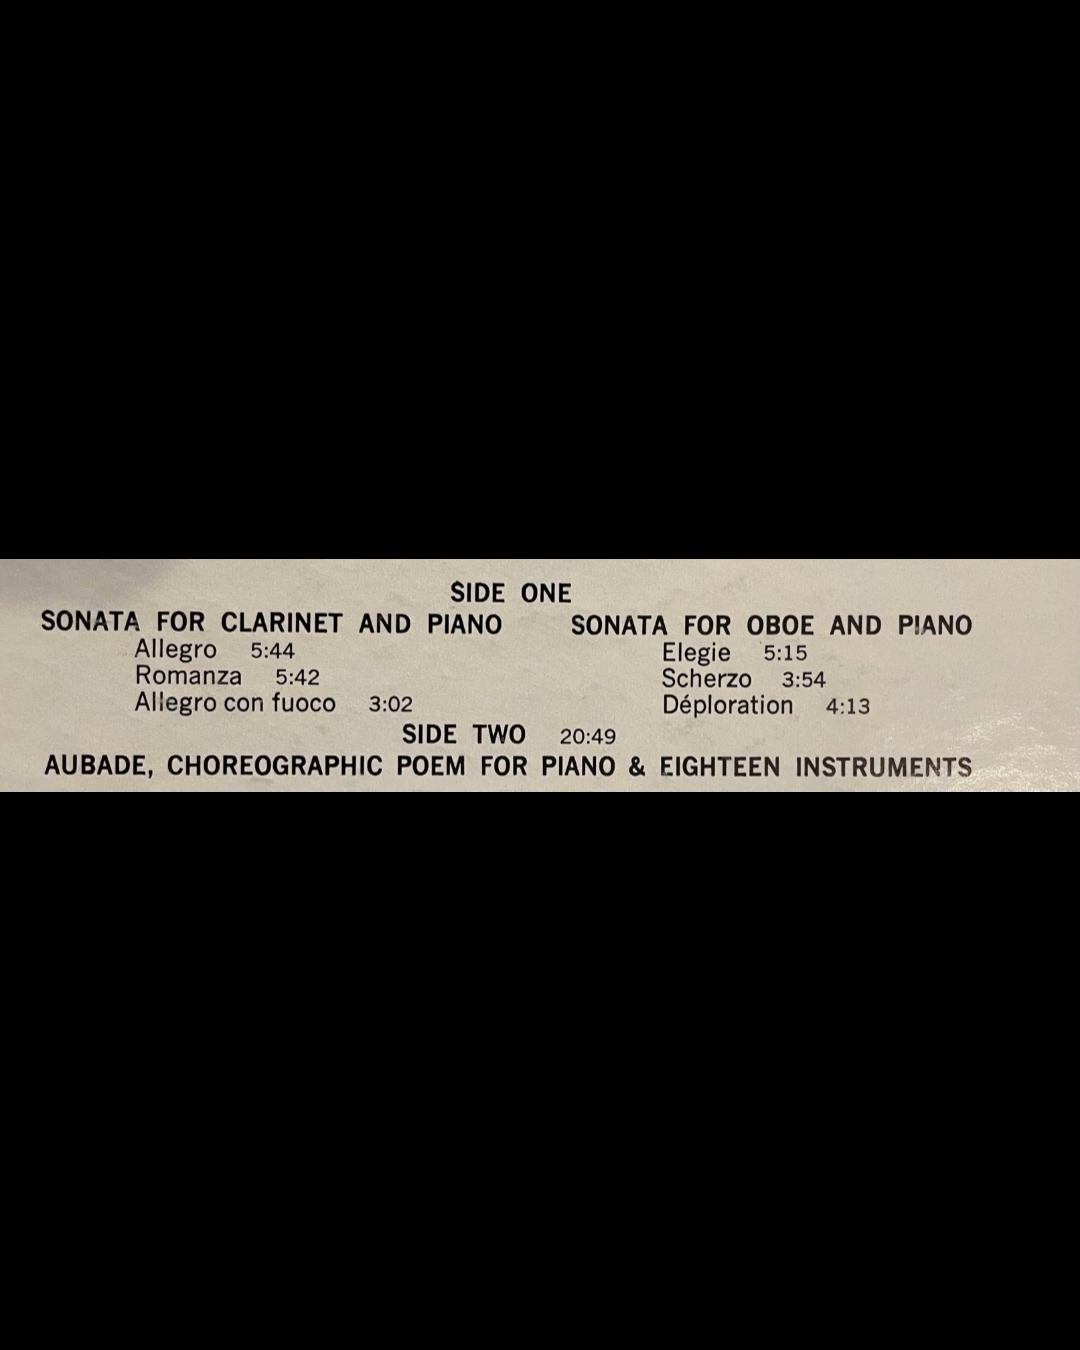 SIDE ONE
SONATA FOR CLARINET AND PIANO
Allegro 5:44
Romanza 5:42
Allegro con fuoco 3:02
SONATA FOR OBOE AND PIANO
Elegie 5:15
Scherzo 3:54
Déploration 4:13
SIDE TWO 20:49
AUBADE, CHOREOGRAPHIC POEM FOR PIANO & EIGHTEEN INSTRUMENTS